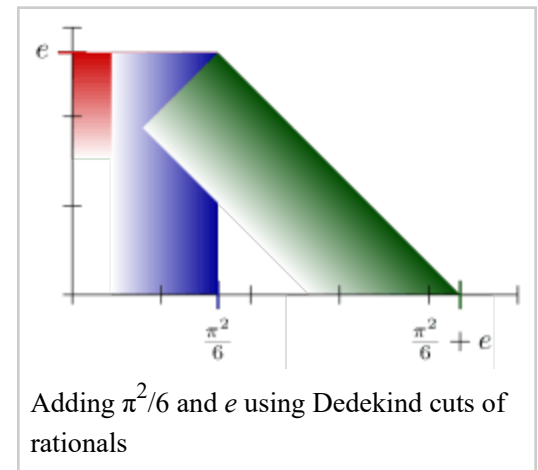 e
π²/6
π²/6 + e
Adding π²/6 and e using Dedekind cuts of
rationals